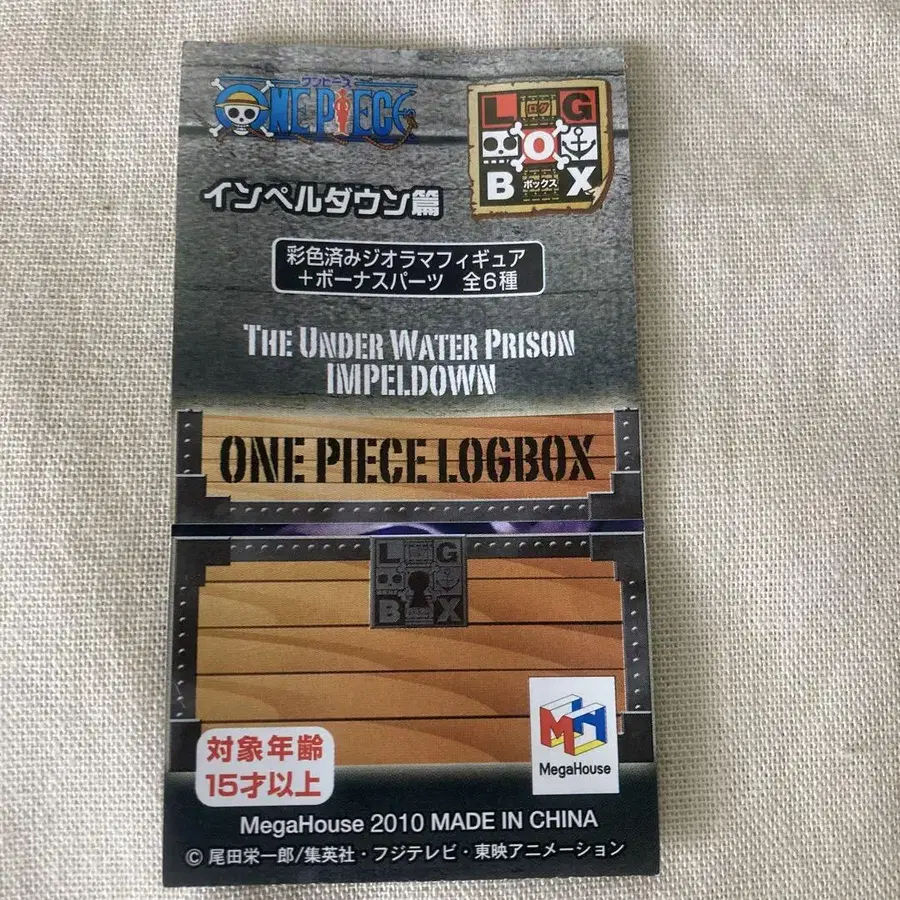 ワンピース
ONE PIECE
LOG
ログ
BOX
ボックス
インペルダウン篇
彩色済みジオラマフィギュア
+ボーナスパーツ 全6種
THE UNDER WATER PRISON
IMPELDOWN
ONE PIECE LOGBOX
LOG
BOX
対象年齢
15才以上
MH
MegaHouse
MegaHouse 2010 MADE IN CHINA
© 尾田栄一郎/集英社・フジテレビ・東映アニメーション